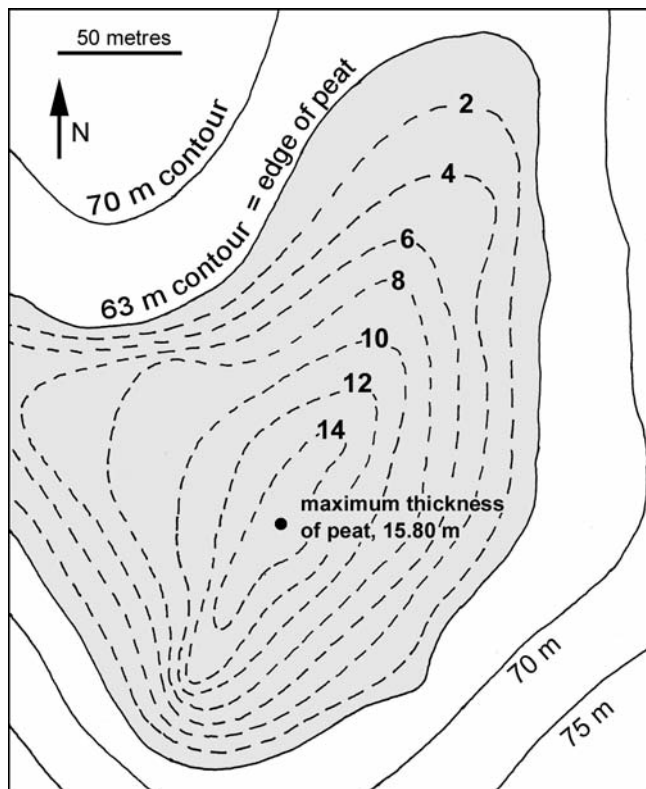 50 metres
N
70 m contour
63 m contour = edge of peat
2
4
6
8
10
12
14
maximum thickness
of peat, 15.80 m
70 m
75 m